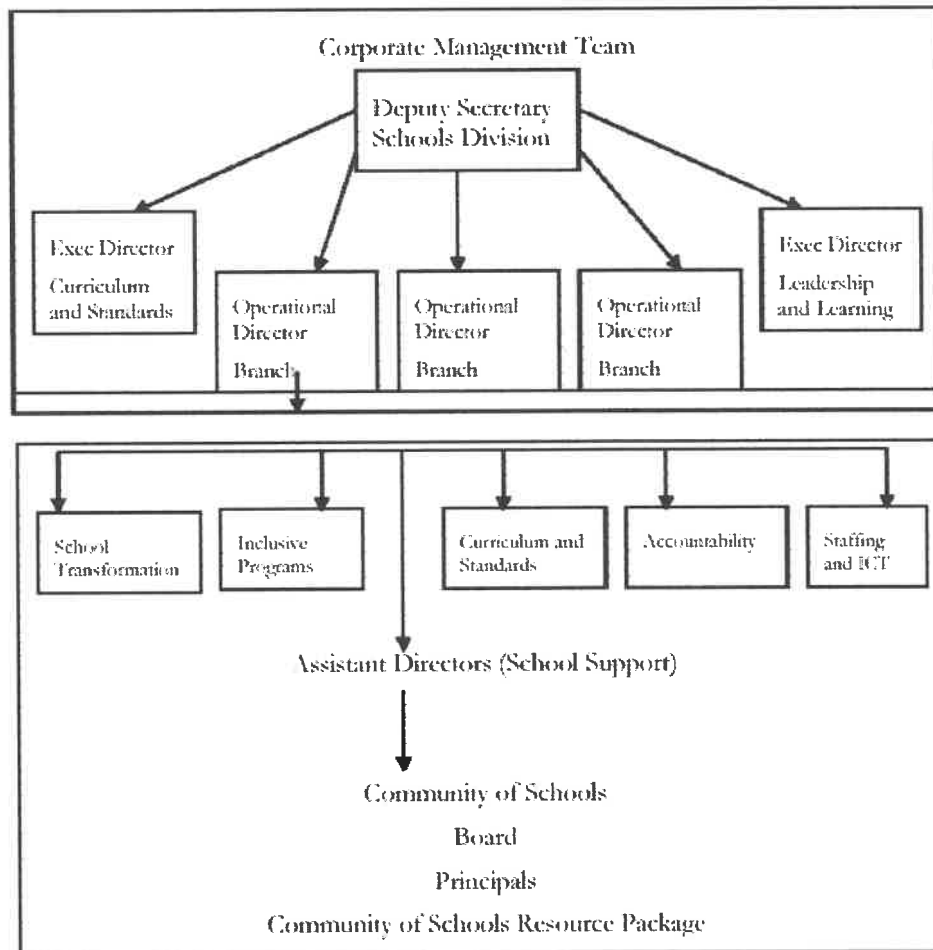 Corporate Management Team
Deputy Secretary
Schools Division
Exec Director
Curriculum
and Standards
Operational
Director
Branch
Operational
Director
Branch
Operational
Director
Branch
Exec Director
Leadership
and Learning
School
Transformation
Inclusive
Programs
Curriculum and
Standards
Accountability
Staffing
and ICT
Assistant Directors (School Support)
Community of Schools
Board
Principals
Community of Schools Resource Package